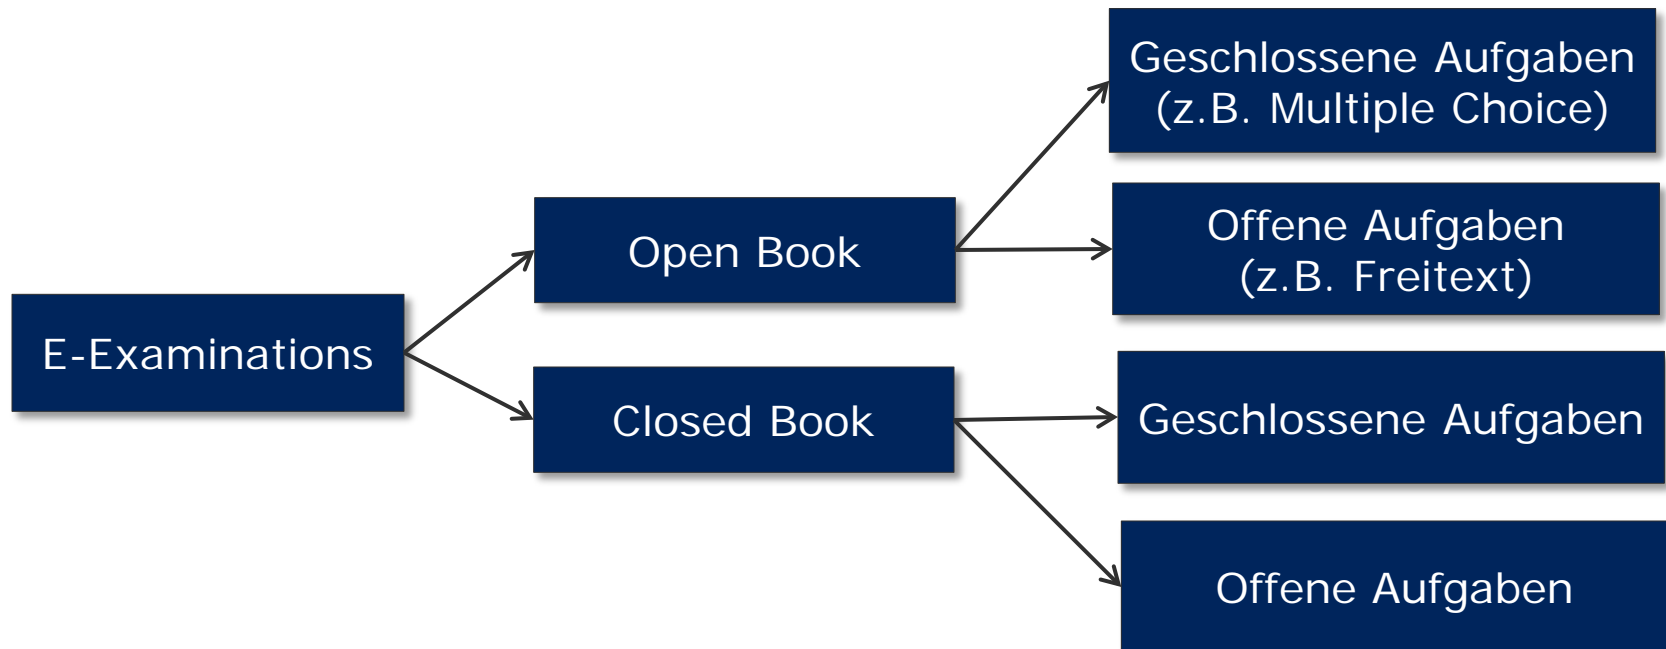 E-Examinations
Open Book
Closed Book
Geschlossene Aufgaben
(z.B. Multiple Choice)
Offene Aufgaben
(z.B. Freitext)
Geschlossene Aufgaben
Offene Aufgaben